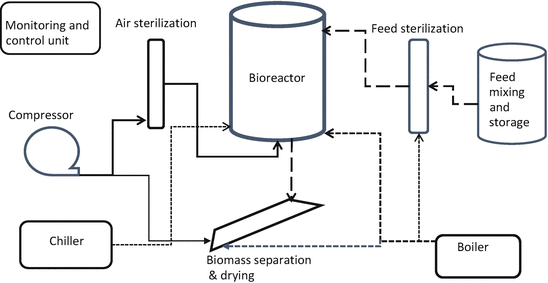 Monitoring and
control unit
Air sterilization
Feed sterilization
Bioreactor
Feed
mixing
and
storage
Compressor
Chiller
Boiler
Biomass separation
& drying